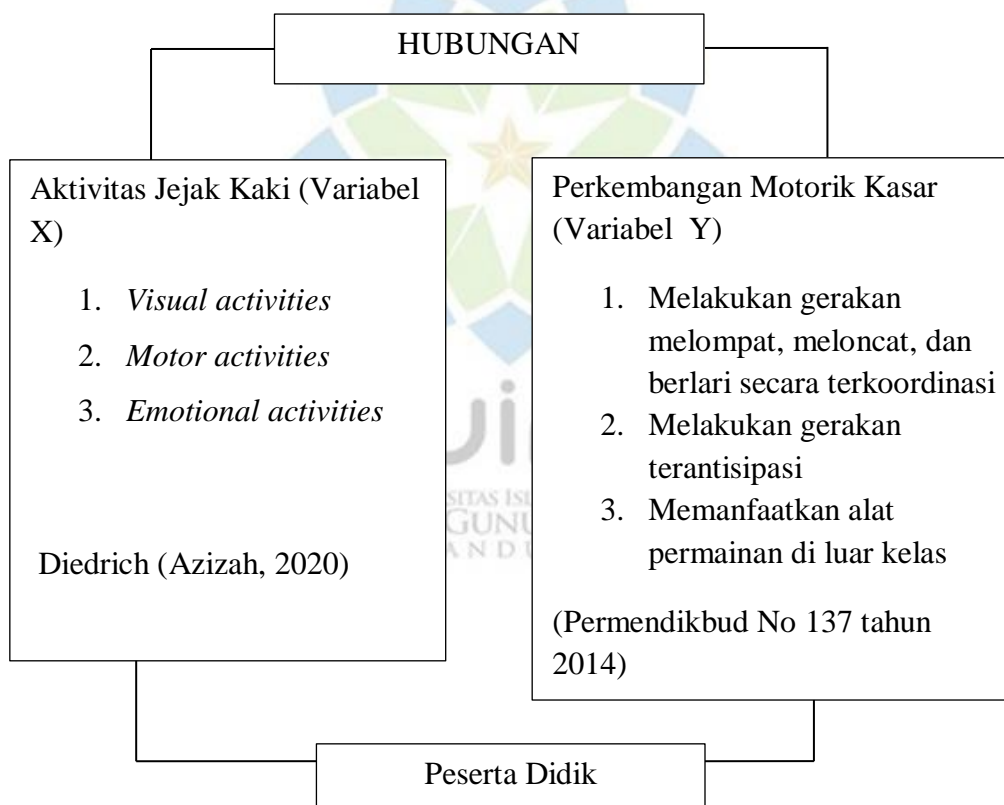 HUBUNGAN
Aktivitas Jejak Kaki (Variabel
X)
1. Visual activities
2. Motor activities
3. Emotional activities
Diedrich (Azizah, 2020)
Perkembangan Motorik Kasar
(Variabel Y)
1. Melakukan gerakan
melompat, meloncat, dan
berlari secara terkoordinasi
2. Melakukan gerakan
terantisipasi
3. Memanfaatkan alat
permainan di luar kelas
(Permendikbud No 137 tahun
2014)
Peserta Didik